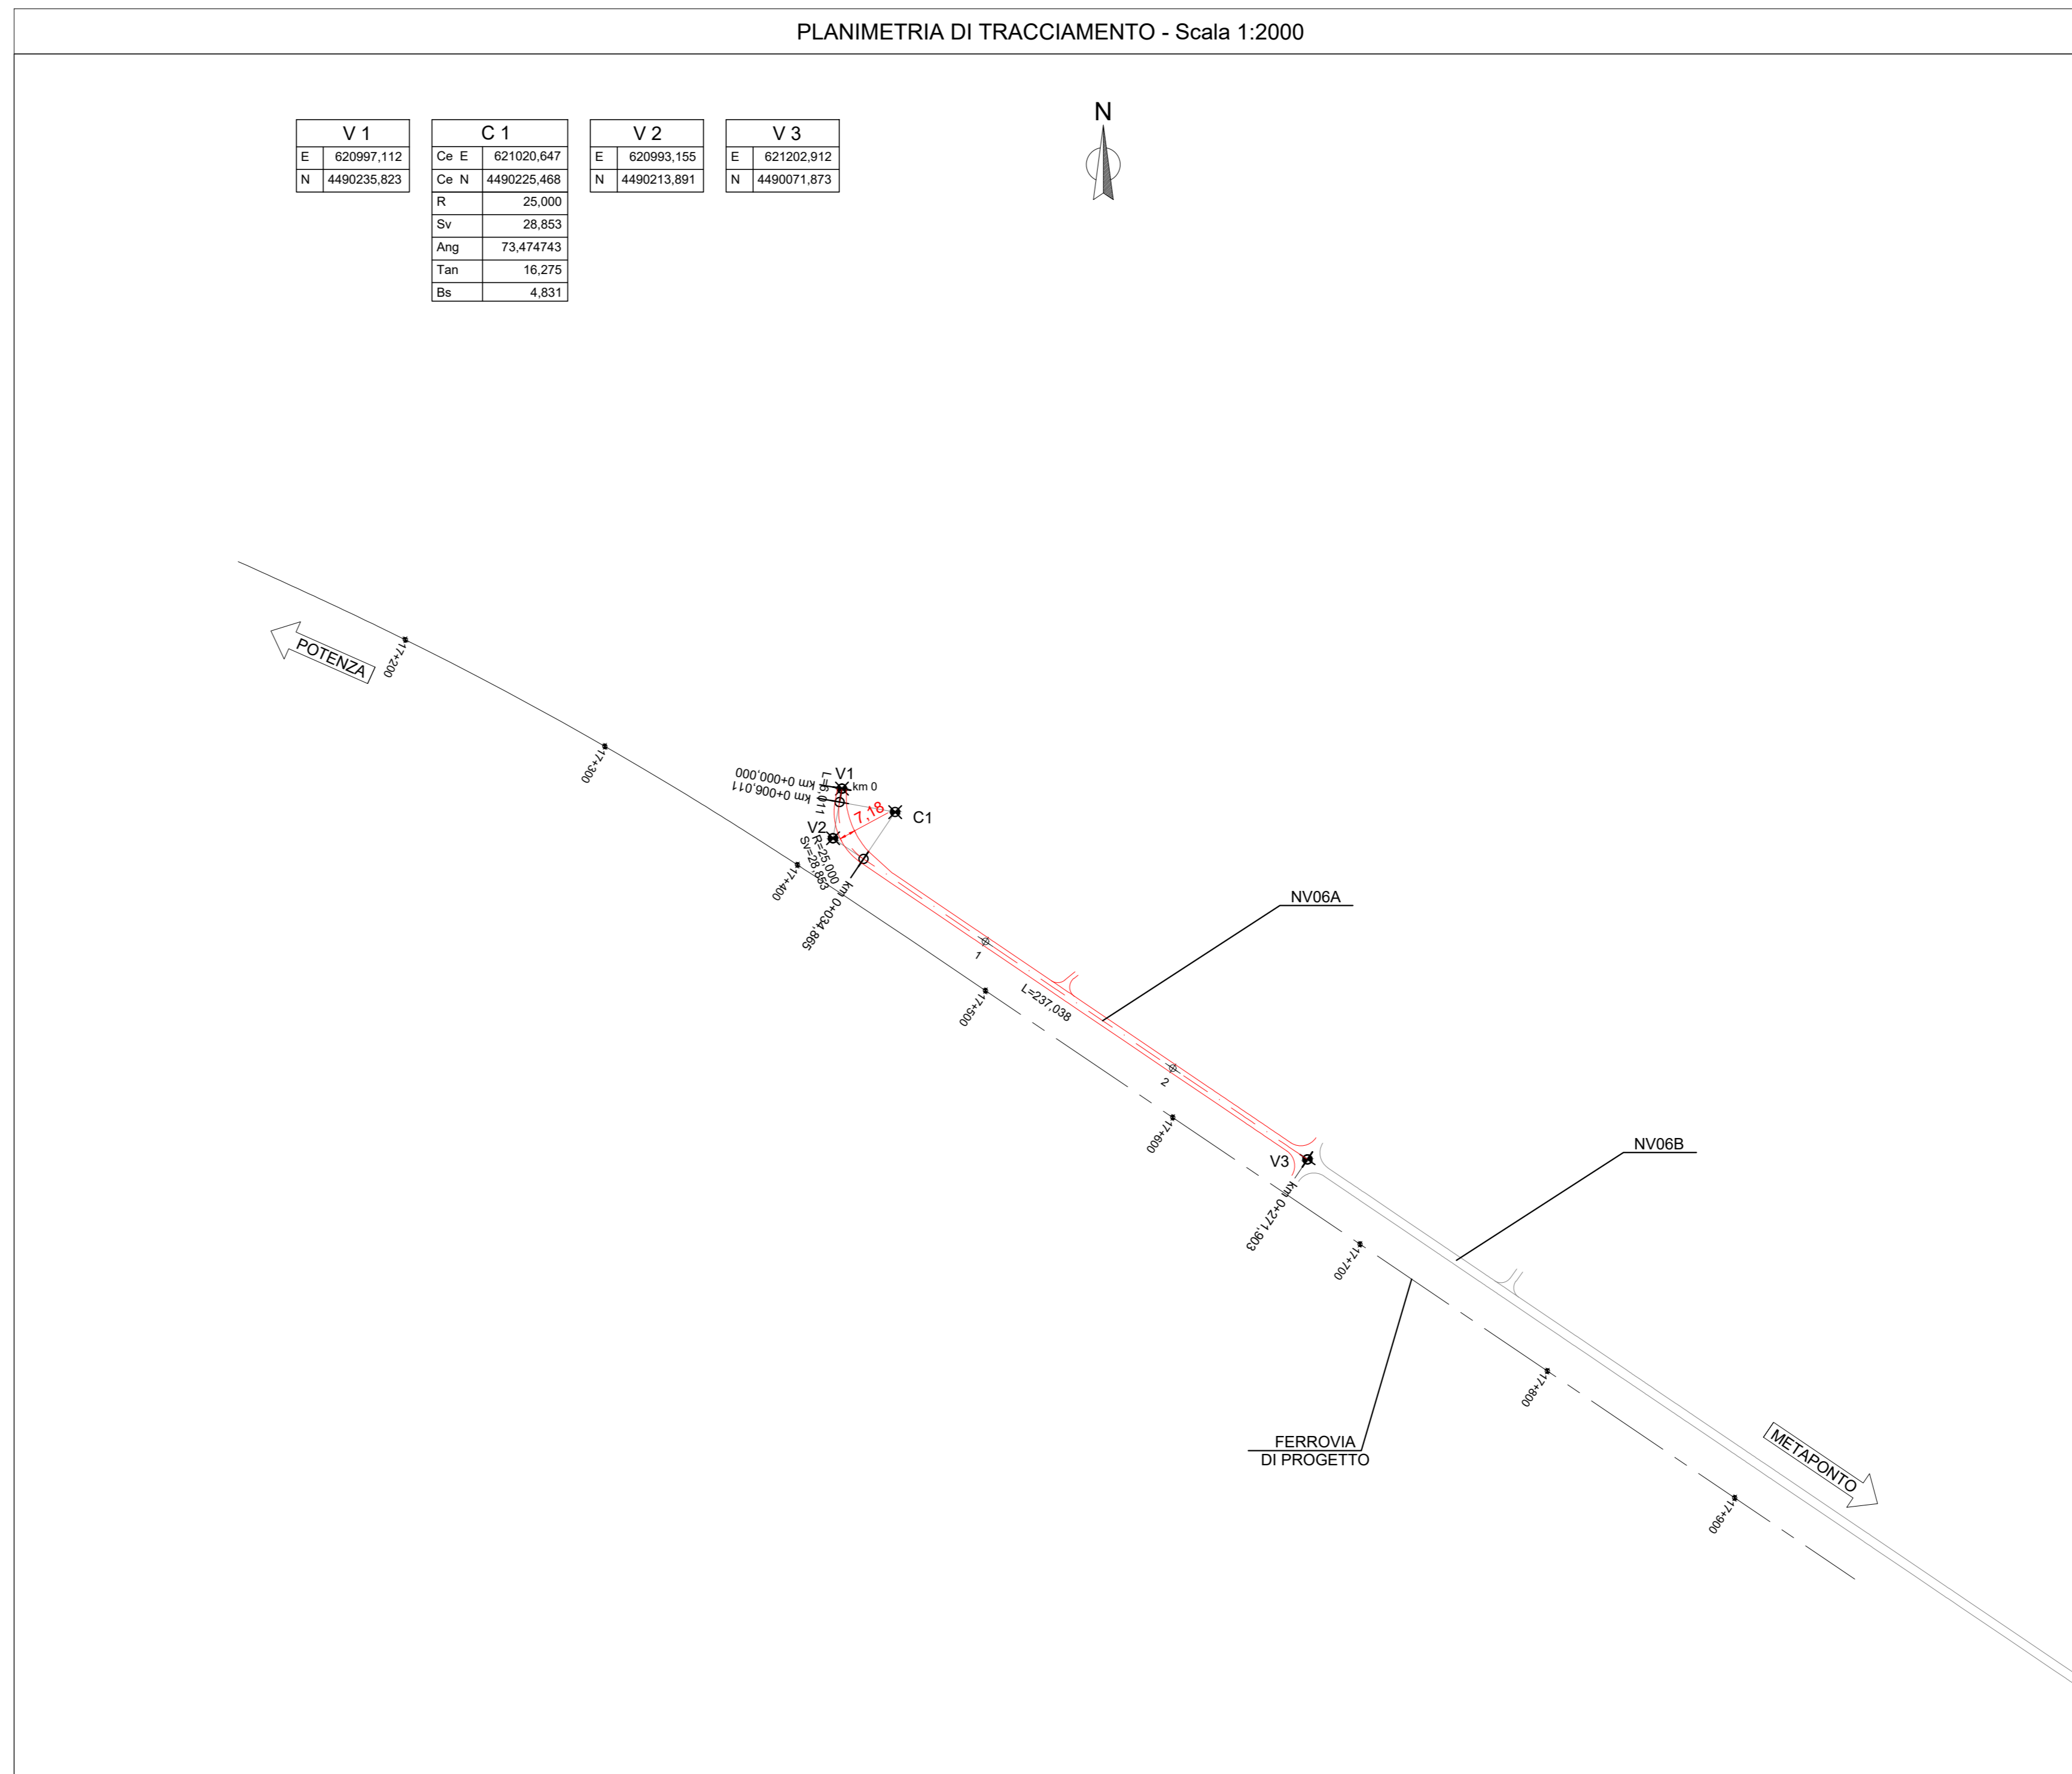 PLANIMETRIA DI TRACCIAMENTO - Scala 1:2000
N
V 1
E 620997,112
N 4490235,823
C 1
Ce E 621020,647
Ce N 4490225,468
R 25,000
Sv 28,853
Ang 73,474743
Tan 16,275
Bs 4,831
V 2
E 620993,155
N 4490213,891
V 3
E 621202,912
N 4490071,873
POTENZA
17+200
17+300
km 0+000,000
km 0+006,011
L=6,011
V1
km 0
7,18
C1
V2
R=25,000
Sv=28,853
17+400
km 0+034,865
NV06A
1
L=237,038
17+500
2
17+600
V3
km 0+271,903
NV06B
17+700
17+800
FERROVIA
DI PROGETTO
METAPONTO
17+900